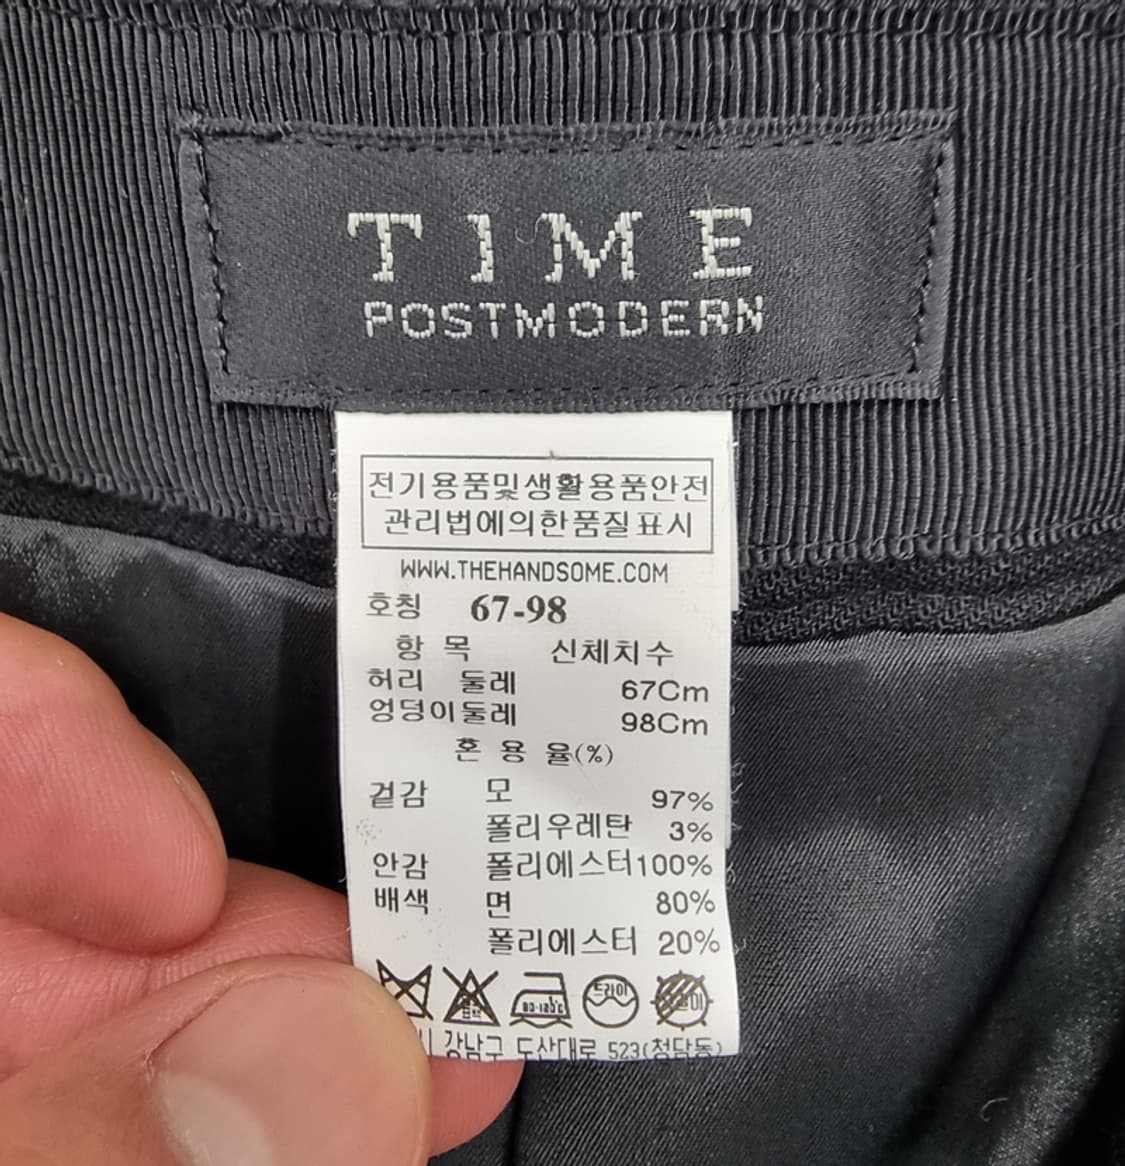 TIME
POSTMODERN
전기용품및생활용품안전
관리법에의한품질표시
WWW.THEHANDSOME.COM
호칭 67-98
항 목 신체치수
허리 둘레 67Cm
엉덩이둘레 98Cm
혼 용 율(%)
겉감 모 97%
폴리우레탄 3%
안감 폴리에스터100%
배색 면 80%
폴리에스터 20%
80-120°C 드라이
강남구 도산대로 523(청담동)